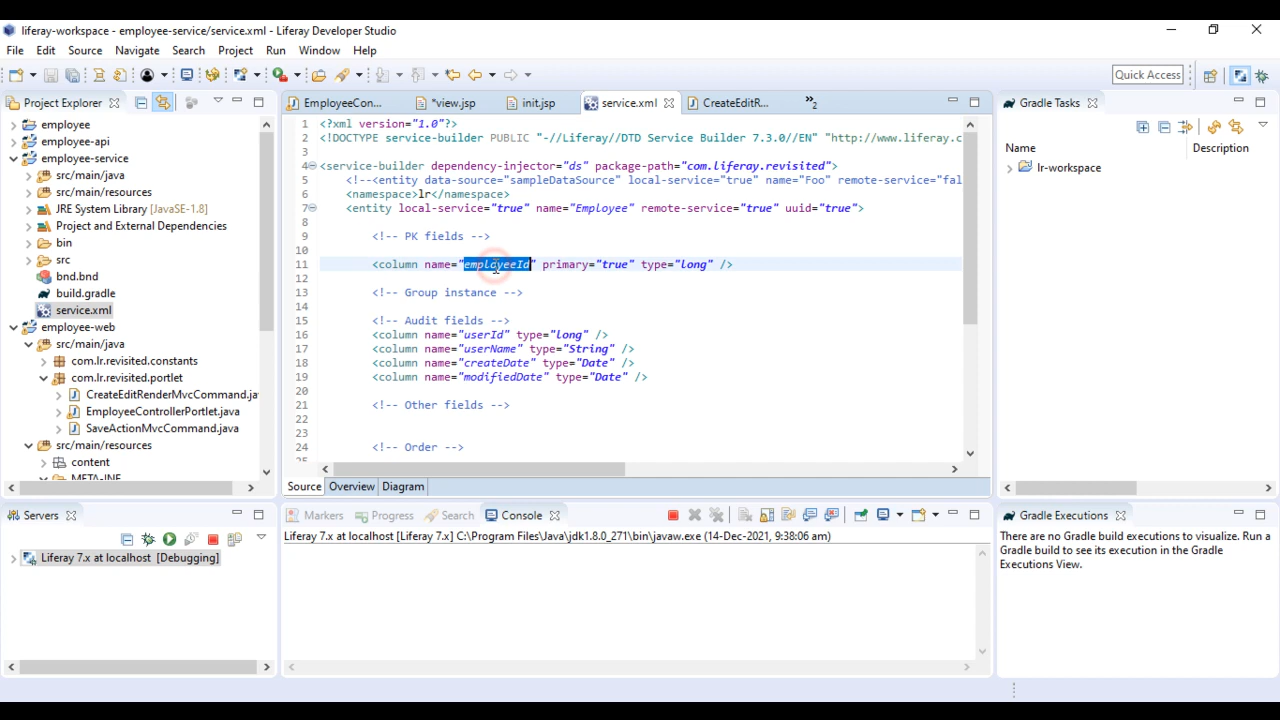 liferay-workspace - employee-service/service.xml - Liferay Developer Studio
File Edit Source Navigate Search Project Run Window Help
Quick Access
Project Explorer
employee
employee-api
employee-service
src/main/java
src/main/resources
JRE System Library [JavaSE-1.8]
Project and External Dependencies
bin
src
bnd.bnd
build.gradle
service.xml
employee-web
src/main/java
com.lr.revisited.constants
com.lr.revisited.portlet
CreateEditRenderMvcCommand.ja
EmployeeControllerPortlet.java
SaveActionMvcCommand.java
src/main/resources
content
META-INF
EmployeeCon... *view.jsp init.jsp service.xml CreateEditR... »2
1 <?xml version="1.0"?>
2 <!DOCTYPE service-builder PUBLIC "-//Liferay//DTD Service Builder 7.3.0//EN" "http://www.liferay.c
3
4 <service-builder dependency-injector="ds" package-path="com.liferay.revisited">
5 <!--<entity data-source="sampleDataSource" local-service="true" name="Foo" remote-service="fal
6 <namespace>lr</namespace>
7 <entity local-service="true" name="Employee" remote-service="true" uuid="true">
8
9 <!-- PK fields -->
10
11 <column name="employeeId" primary="true" type="long" />
12
13 <!-- Group instance -->
14
15 <!-- Audit fields -->
16 <column name="userId" type="long" />
17 <column name="userName" type="String" />
18 <column name="createDate" type="Date" />
19 <column name="modifiedDate" type="Date" />
20
21 <!-- Other fields -->
22
23
24 <!-- Order -->
25
Source Overview Diagram
Gradle Tasks
Name Description
lr-workspace
Servers
Liferay 7.x at localhost [Debugging]
Markers Progress Search Console
Liferay 7.x at localhost [Liferay 7.x] C:\Program Files\Java\jdk1.8.0_271\bin\javaw.exe (14-Dec-2021, 9:38:06 am)
Gradle Executions
There are no Gradle build executions to visualize. Run a
Gradle build to see its execution in the Gradle
Executions View.